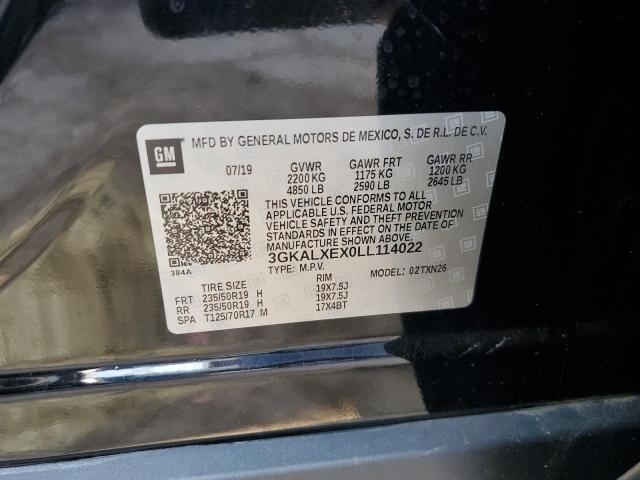 GM
MFD BY GENERAL MOTORS DE MEXICO, S. DE R.L. DE C.V.
07/19 GVWR GAWR FRT GAWR RR
2200 KG 1175 KG 1200 KG
4850 LB 2590 LB 2645 LB
THIS VEHICLE CONFORMS TO ALL
APPLICABLE U.S. FEDERAL MOTOR
VEHICLE SAFETY AND THEFT PREVENTION
STANDARDS IN EFFECT ON THE DATE OF
MANUFACTURE SHOWN ABOVE.
384A
3GKALXEX0LL114022
TYPE: M.P.V. MODEL: 02TXN26
TIRE SIZE RIM
FRT 235/50R19 H 19X7.5J
RR 235/50R19 H 19X7.5J
SPA T125/70R17 M 17X4BT